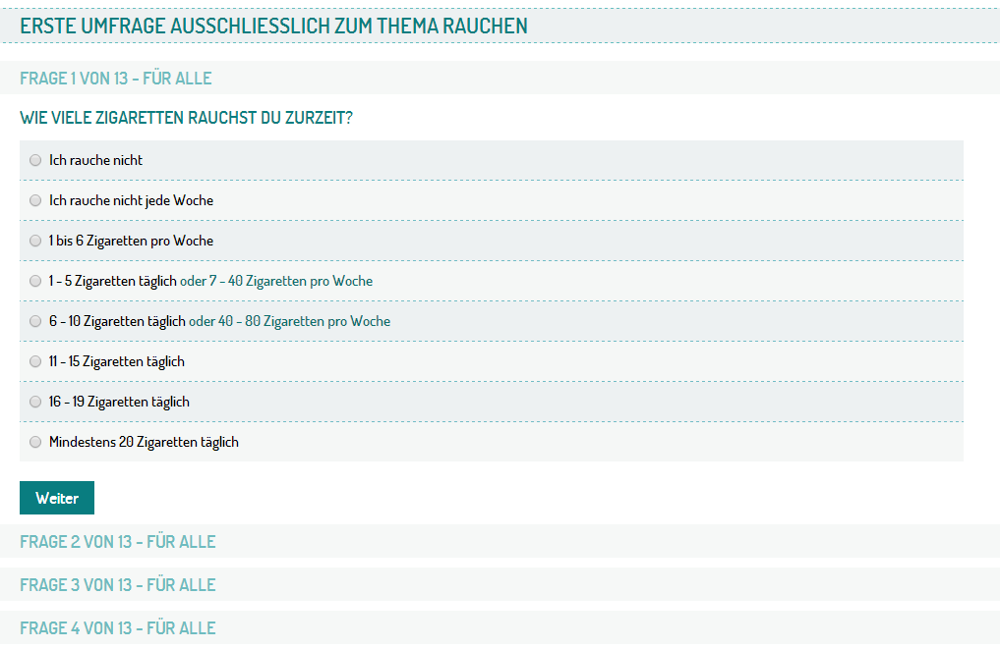 ERSTE UMFRAGE AUSSCHLIESSLICH ZUM THEMA RAUCHEN
FRAGE 1 VON 13 - FÜR ALLE
WIE VIELE ZIGARETTEN RAUCHST DU ZURZEIT?
Ich rauche nicht
Ich rauche nicht jede Woche
1 bis 6 Zigaretten pro Woche
1 - 5 Zigaretten täglich oder 7 - 40 Zigaretten pro Woche
6 - 10 Zigaretten täglich oder 40 - 80 Zigaretten pro Woche
11 - 15 Zigaretten täglich
16 - 19 Zigaretten täglich
Mindestens 20 Zigaretten täglich
Weiter
FRAGE 2 VON 13 - FÜR ALLE
FRAGE 3 VON 13 - FÜR ALLE
FRAGE 4 VON 13 - FÜR ALLE